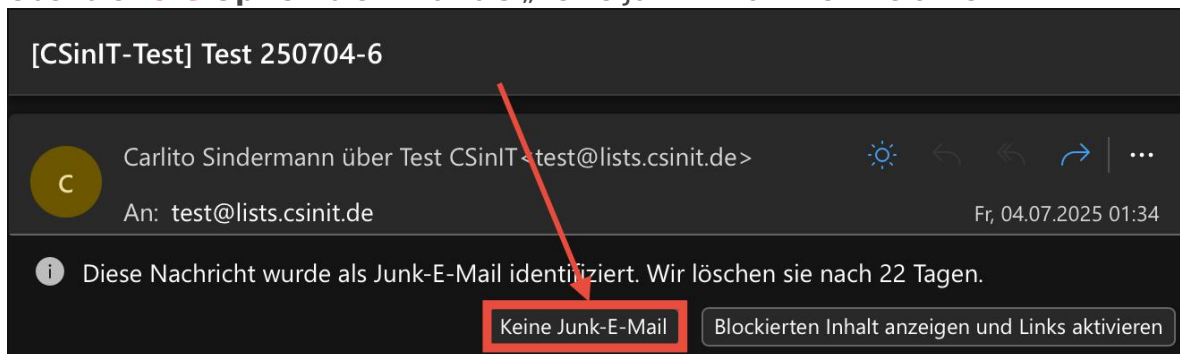 [CSinIT-Test] Test 250704-6
C
Carlito Sindermann über Test CSinIT<test@lists.csinit.de>
An: test@lists.csinit.de
Fr, 04.07.2025 01:34
Diese Nachricht wurde als Junk-E-Mail identifiziert. Wir löschen sie nach 22 Tagen.
Keine Junk-E-Mail
Blockierten Inhalt anzeigen und Links aktivieren